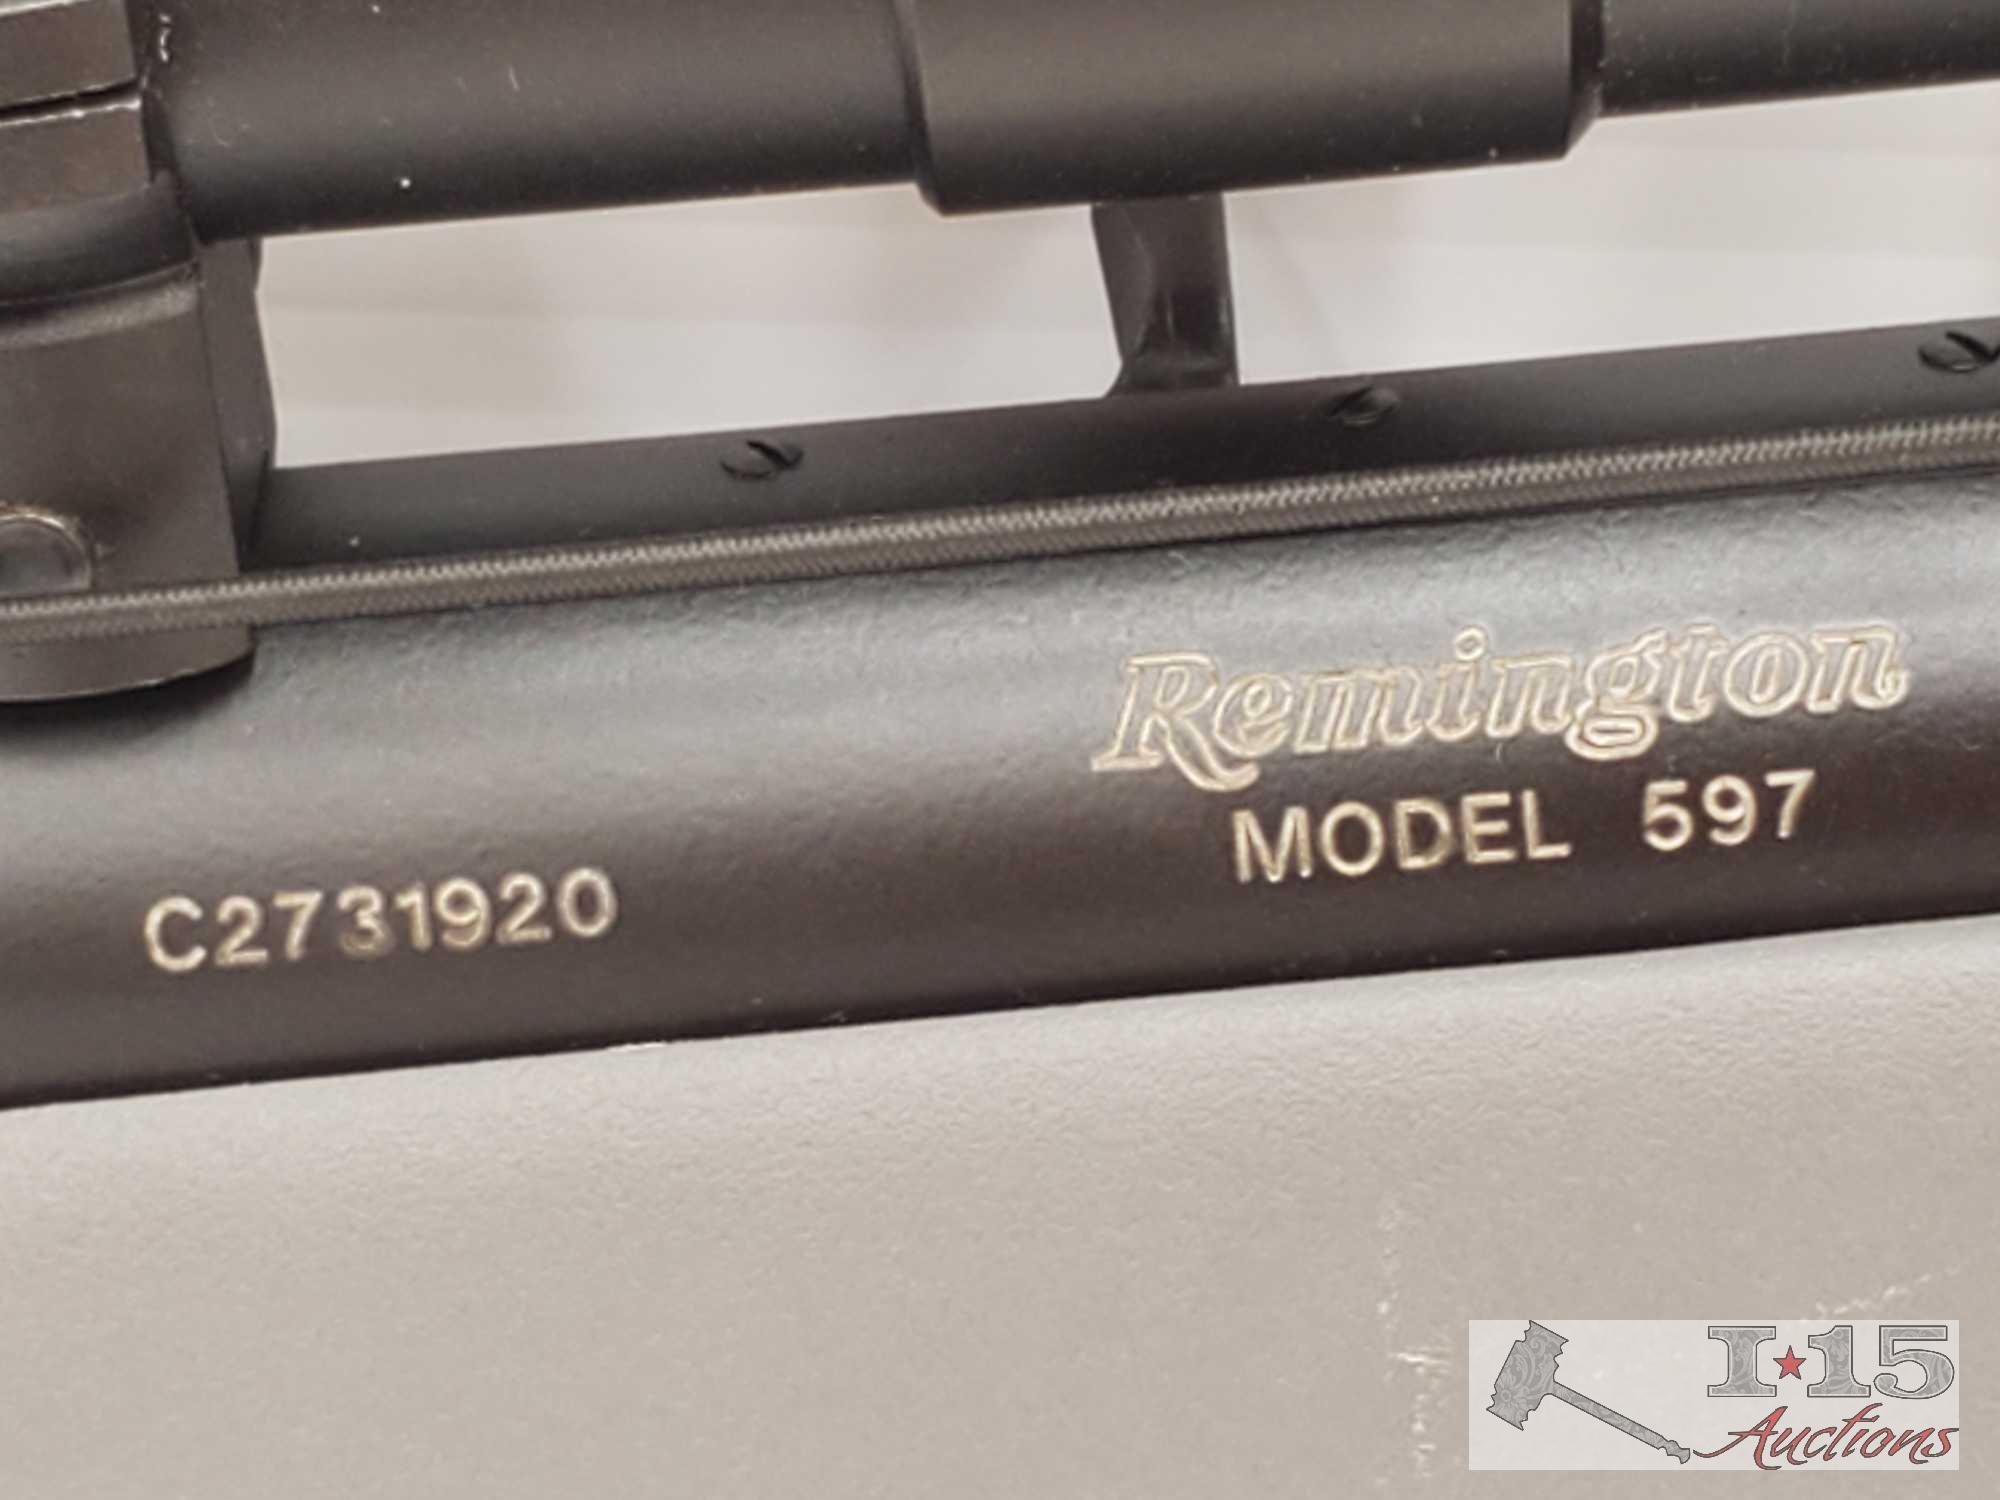 Remington
MODEL 597
C2731920
I★15
Auctions